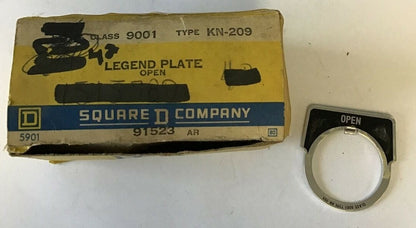 CLASS 9001 TYPE KN-209
LEGEND PLATE
OPEN
D SQUARE D COMPANY
5901 91523 AR
OPEN